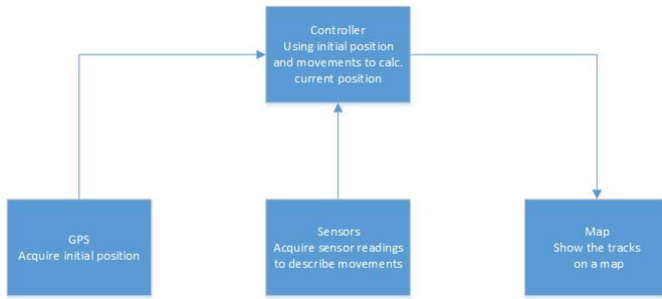 Controller
Using initial position
and movements to calc.
current position
GPS
Acquire initial position
Sensors
Acquire sensor readings
to describe movements
Map
Show the tracks
on a map